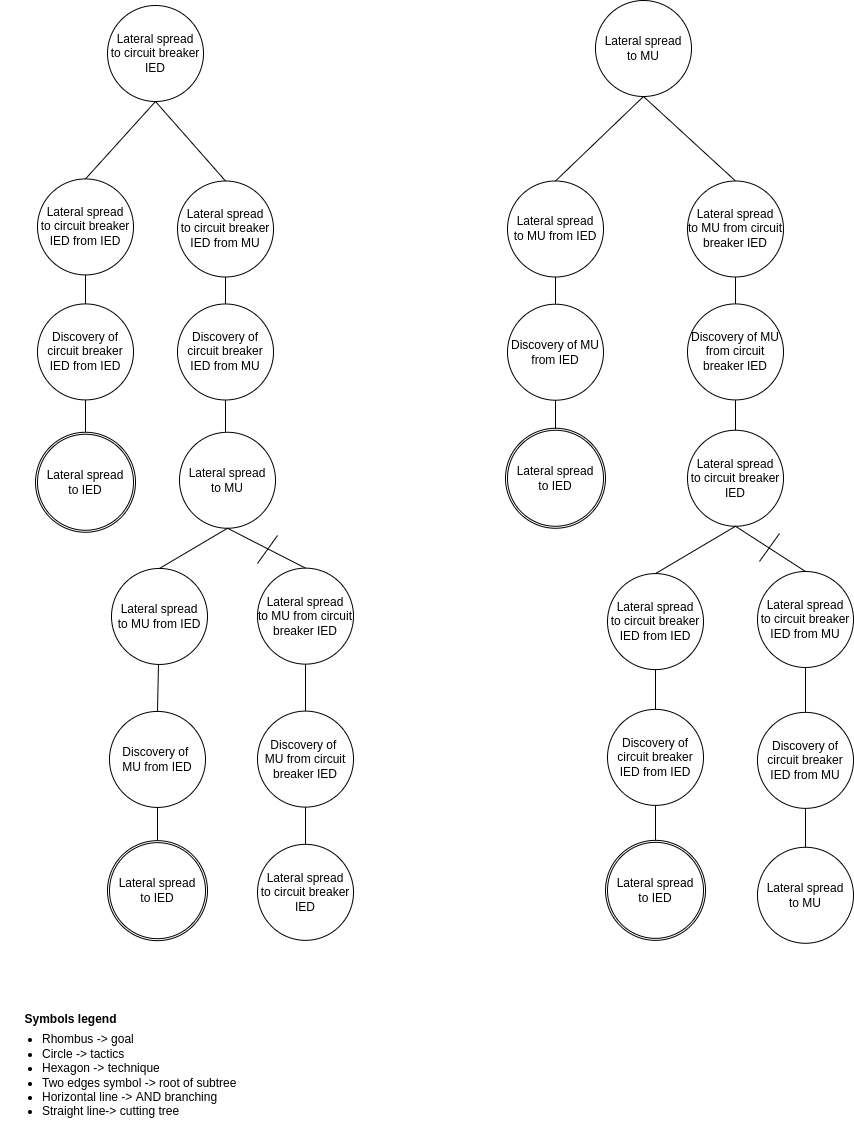 Lateral spread
to circuit breaker
IED
Lateral spread
to MU
Lateral spread
to circuit breaker
IED from IED
Lateral spread
to circuit breaker
IED from MU
Lateral spread
to MU from IED
Lateral spread
to MU from circuit
breaker IED
Discovery of
circuit breaker
IED from IED
Discovery of
circuit breaker
IED from MU
Discovery of MU
from IED
Discovery of MU
from circuit
breaker IED
Lateral spread
to IED
Lateral spread
to MU
Lateral spread
to IED
Lateral spread
to circuit breaker
IED
Lateral spread
to MU from IED
Lateral spread
to MU from circuit
breaker IED
Lateral spread
to circuit breaker
IED from IED
Lateral spread
to circuit breaker
IED from MU
Discovery of
MU from IED
Discovery of
MU from circuit
breaker IED
Discovery of
circuit breaker
IED from IED
Discovery of
circuit breaker
IED from MU
Lateral spread
to IED
Lateral spread
to circuit breaker
IED
Lateral spread
to IED
Lateral spread
to MU
Symbols legend
• Rhombus -> goal
• Circle -> tactics
• Hexagon -> technique
• Two edges symbol -> root of subtree
• Horizontal line -> AND branching
• Straight line-> cutting tree